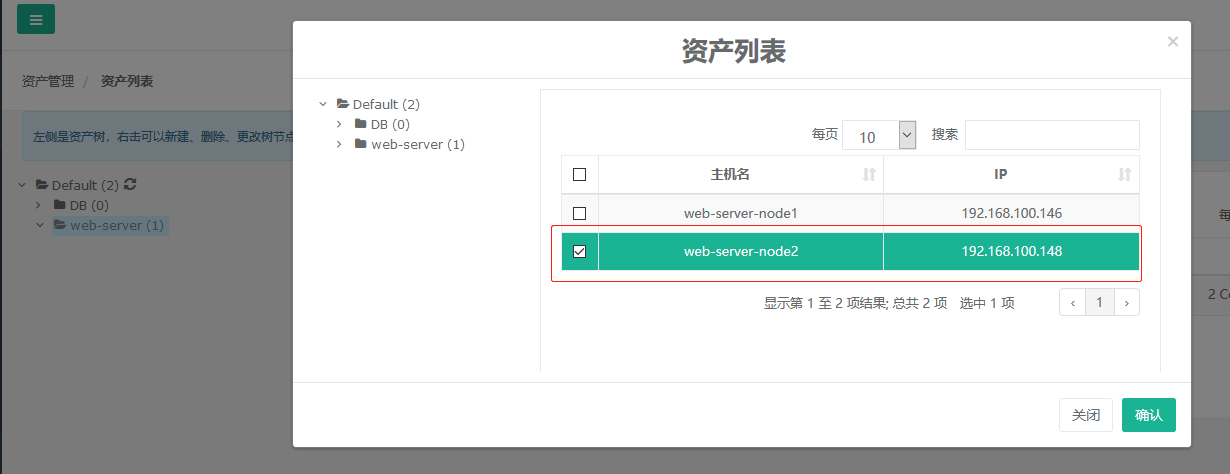 资产管理 / 资产列表
左侧是资产树，右击可以新建、删除、更改树节点
Default (2)
DB (0)
web-server (1)
每
2 Co
资产列表
×
Default (2)
DB (0)
web-server (1)
每页 10 搜索
主机名 IP
web-server-node1 192.168.100.146
web-server-node2 192.168.100.148
显示第 1 至 2 项结果; 总共 2 项 选中 1 项 ‹ 1 ›
关闭 确认